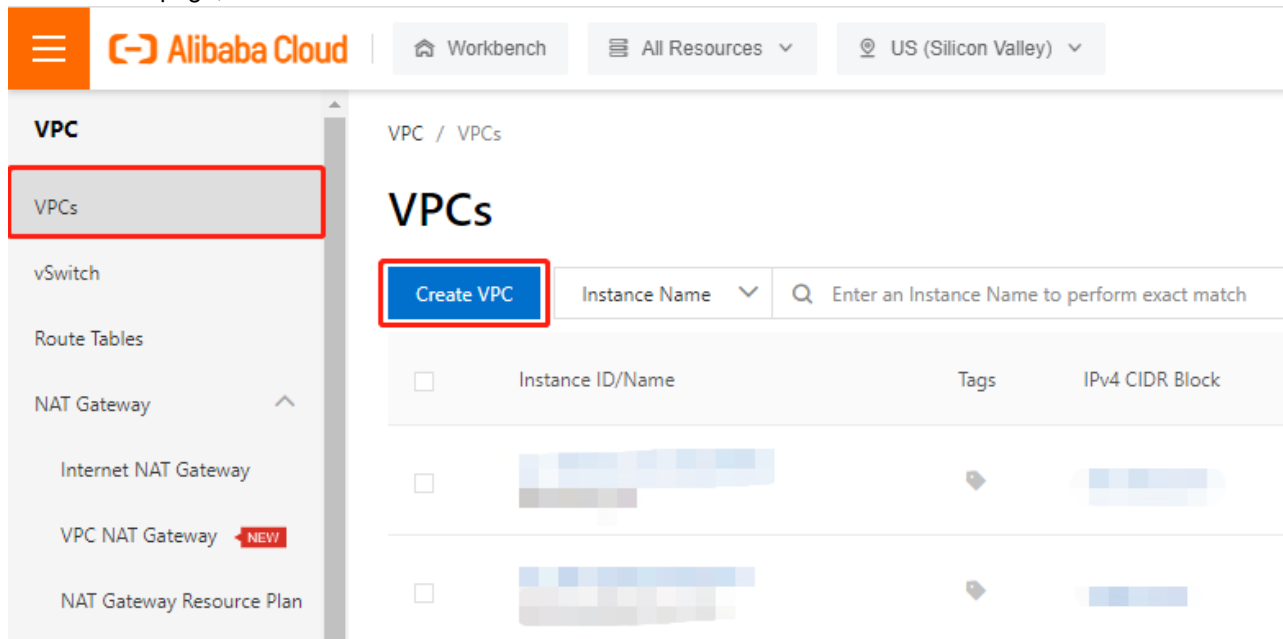 Alibaba Cloud
Workbench
All Resources
US (Silicon Valley)
VPC
VPCs
vSwitch
Route Tables
NAT Gateway
Internet NAT Gateway
VPC NAT Gateway NEW
NAT Gateway Resource Plan
VPC / VPCs
VPCs
Create VPC
Instance Name
Enter an Instance Name to perform exact match
Instance ID/Name
Tags
IPv4 CIDR Block